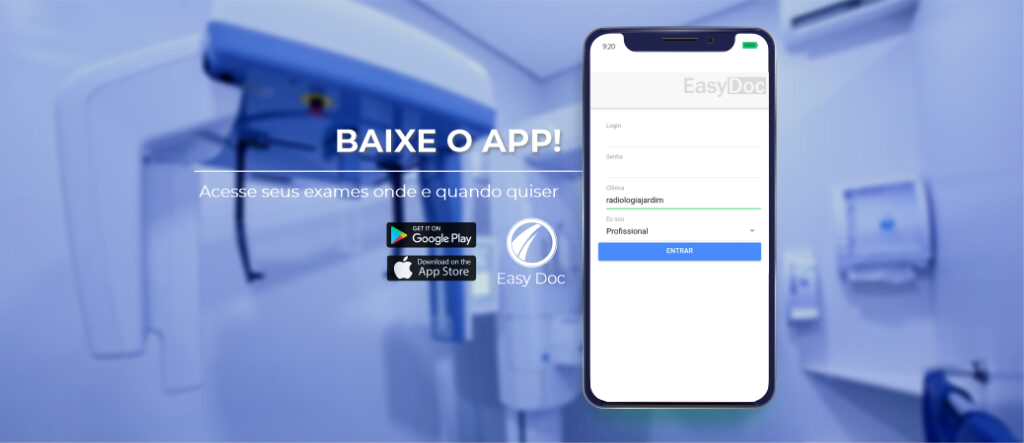 BAIXE O APP!
Acesse seus exames onde e quando quiser
GET IT ON
Google Play
Download on the
App Store
Easy Doc
9:20
EasyDoc
Login
Senha
Clínica
radiologiajardim
Eu sou
Profissional
ENTRAR